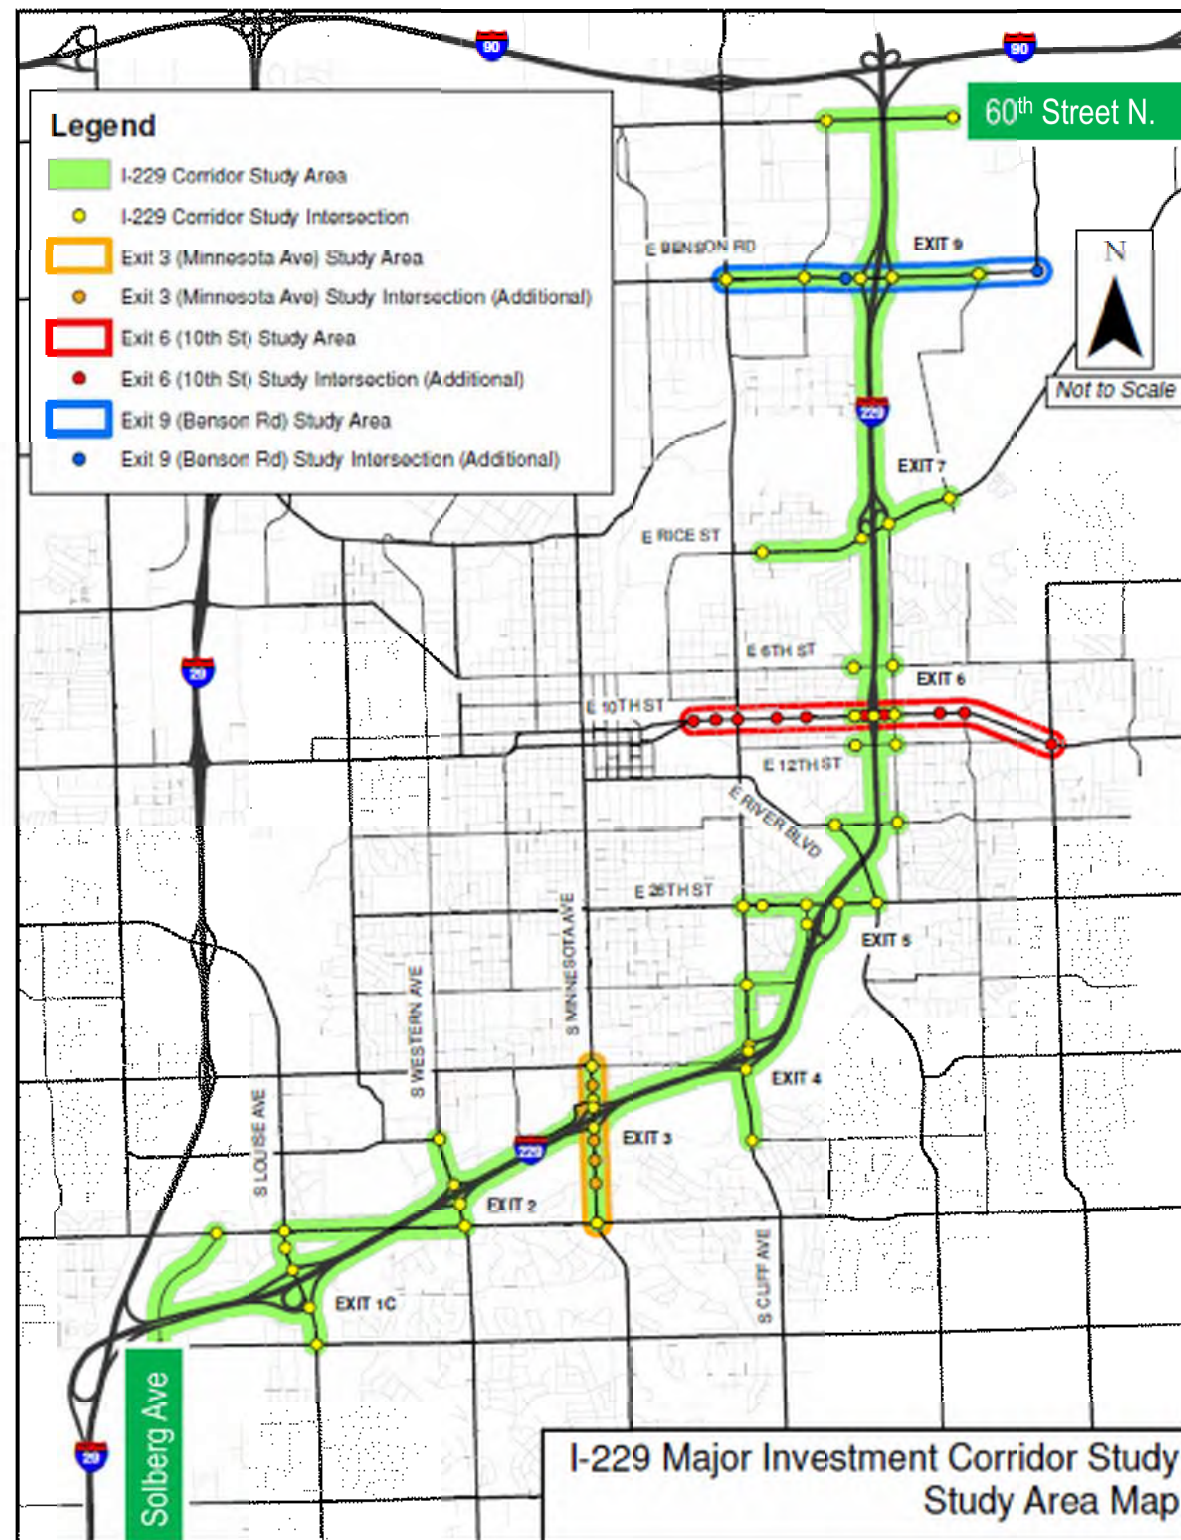 90
90
60th Street N.
Legend
I-229 Corridor Study Area
I-229 Corridor Study Intersection
Exit 3 (Minnesota Ave) Study Area
Exit 3 (Minnesota Ave) Study Intersection (Additional)
Exit 6 (10th St) Study Area
Exit 6 (10th St) Study Intersection (Additional)
Exit 9 (Benson Rd) Study Area
Exit 9 (Benson Rd) Study Intersection (Additional)
E BENSON RD
EXIT 9
N
Not to Scale
229
EXIT 7
E RICE ST
E 6TH ST
29
EXIT 6
E 10TH ST
E 12TH ST
E RIVER BLVD
E 26TH ST
S MINNESOTA AVE
EXIT 5
S WESTERN AVE
EXIT 4
S LOUISE AVE
EXIT 3
229
EXIT 2
S CLIFF AVE
EXIT 1C
Solberg Ave
29
I-229 Major Investment Corridor Study
Study Area Map